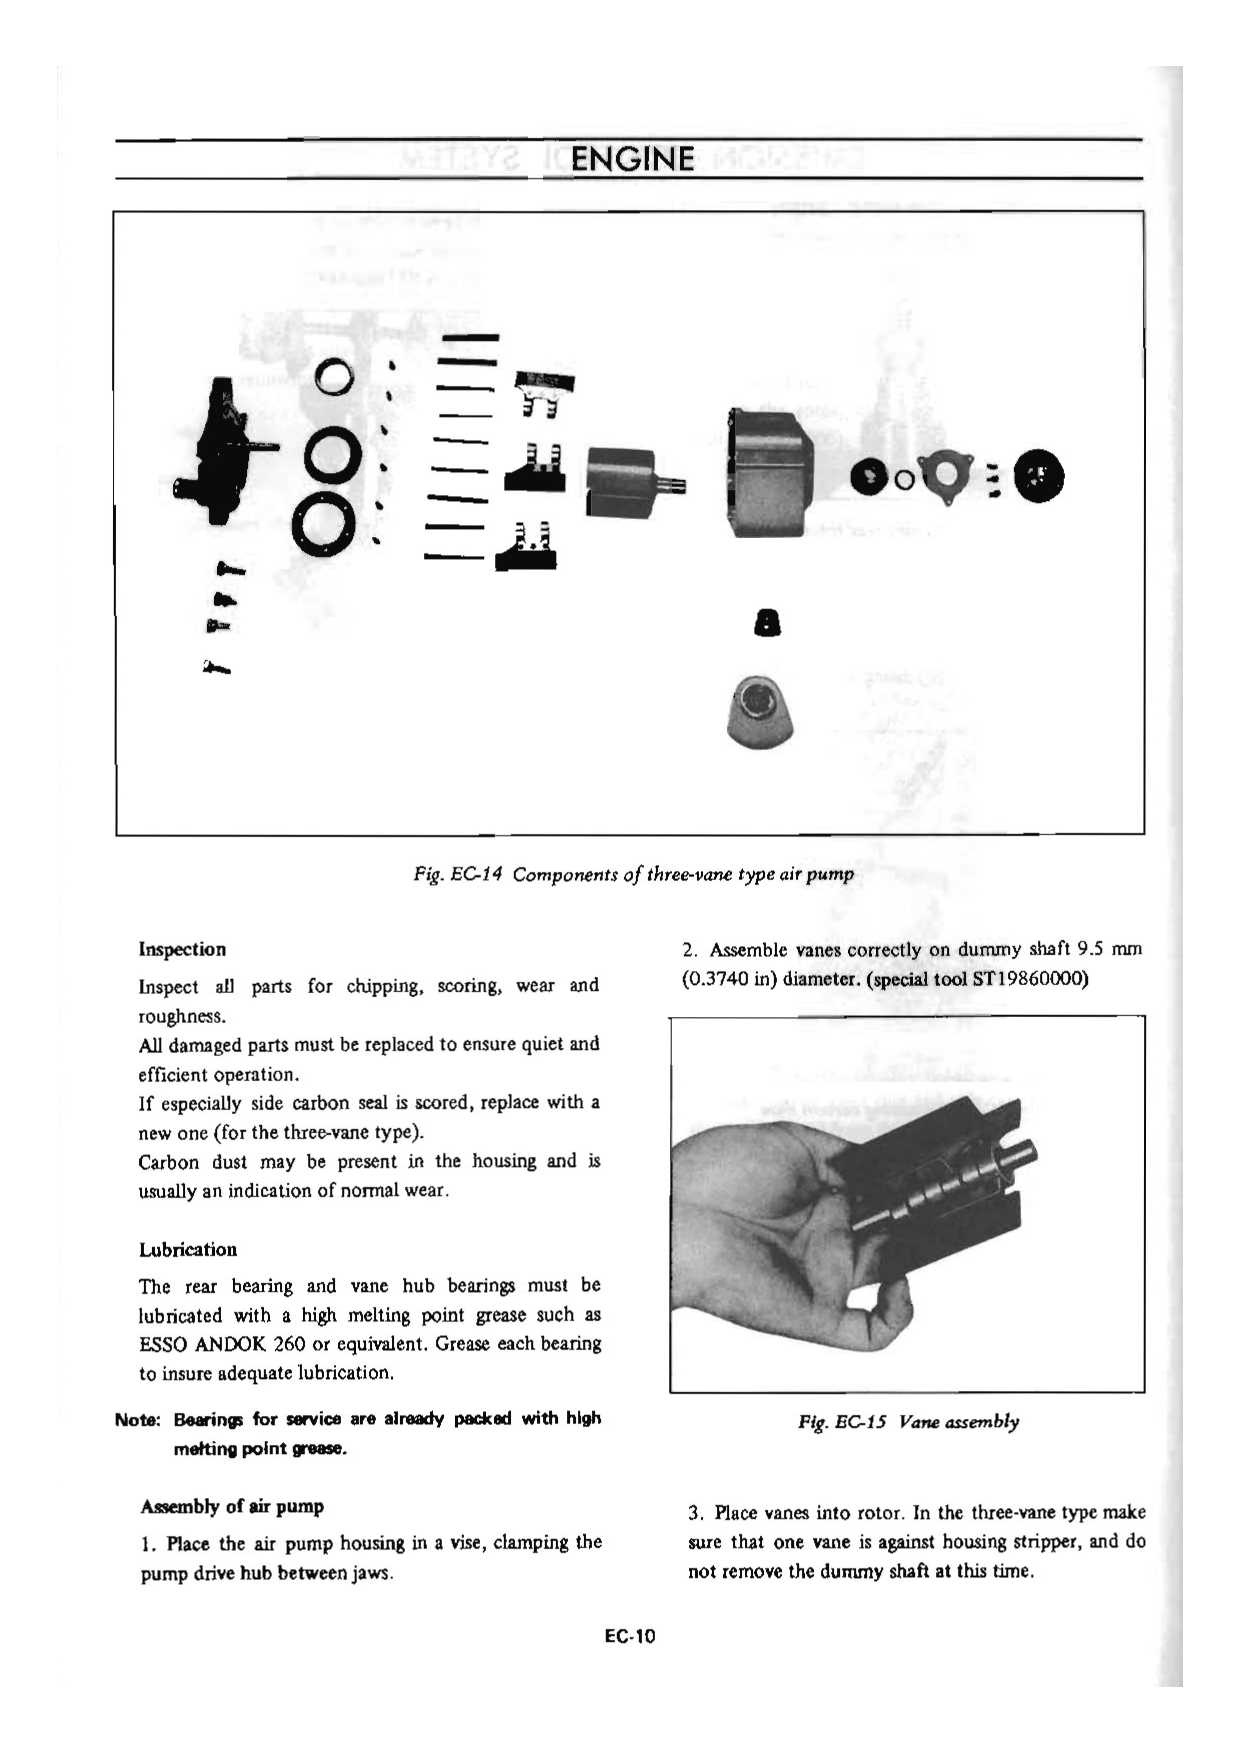 ENGINE
Fig. EC-14 Components of three-vane type air pump
Inspection
Inspect all parts for chipping, scoring, wear and
roughness.
All damaged parts must be replaced to ensure quiet and
efficient operation.
If especially side carbon seal is scored, replace with a
new one (for the three-vane type).
Carbon dust may be present in the housing and is
usually an indication of normal wear.
Lubrication
The rear bearing and vane hub bearings must be
lubricated with a high melting point grease such as
ESSO ANDOK 260 or equivalent. Grease each bearing
to insure adequate lubrication.
Note: Bearings for service are already packed with high
melting point grease.
Assembly of air pump
1. Place the air pump housing in a vise, clamping the
pump drive hub between jaws.
2. Assemble vanes correctly on dummy shaft 9.5 mm
(0.3740 in) diameter. (special tool ST19860000)
Fig. EC-15 Vane assembly
3. Place vanes into rotor. In the three-vane type make
sure that one vane is against housing stripper, and do
not remove the dummy shaft at this time.
EC-10